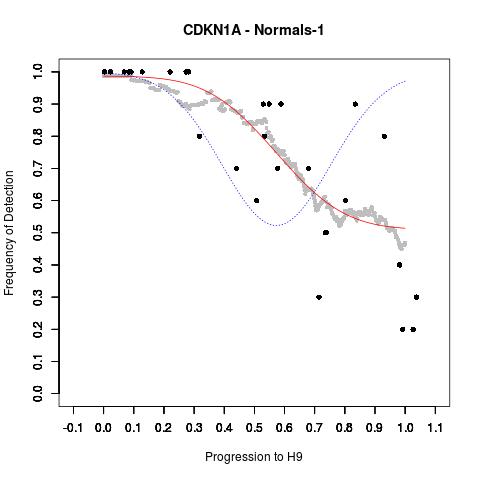 CDKN1A - Normals-1
Frequency of Detection
1.0
0.9
0.8
0.7
0.6
0.5
0.4
0.3
0.2
0.1
0.0
-0.1 0.0 0.1 0.2 0.3 0.4 0.5 0.6 0.7 0.8 0.9 1.0 1.1
Progression to H9